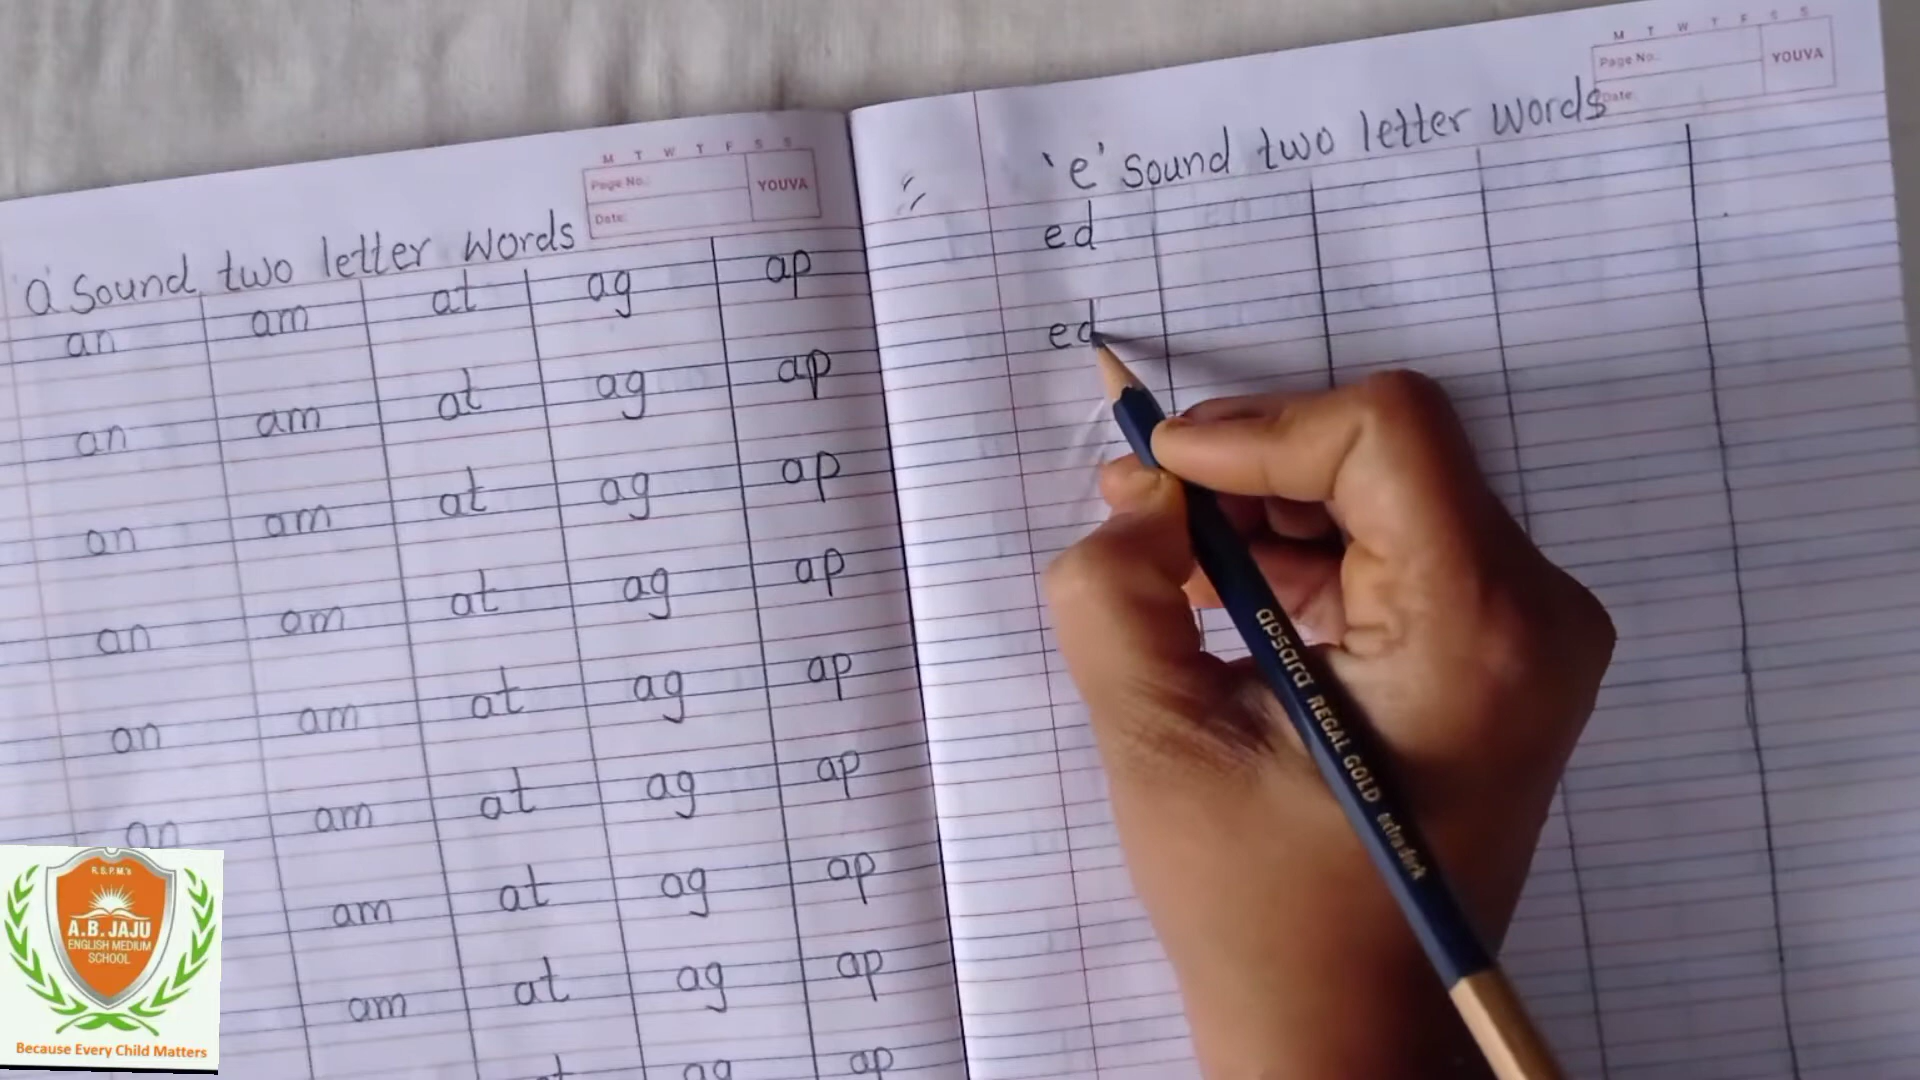 M T W T F S S
Page No.:
YOUVA
Date:
a' Sound two letter words
an am at ag ap
an am at ag ap
an am at ag ap
an am at ag ap
an am at ag ap
an am at ag ap
am at ag ap
am at ag ap
at ag ap
M T W T F S S
Page No.:
YOUVA
Date:
'e' Sound two letter words
ed
ed
apsara REGAL GOLD extra dark
R.S.P.M.'s
A.B. JAJU
ENGLISH MEDIUM
SCHOOL
Because Every Child Matters